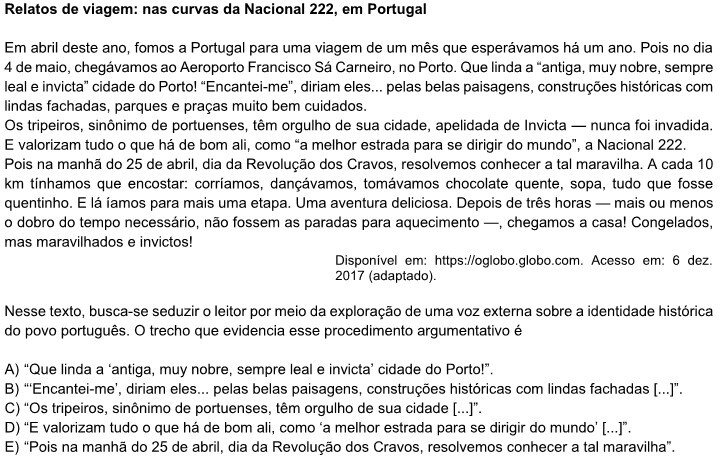 Relatos de viagem: nas curvas da Nacional 222, em Portugal
Em abril deste ano, fomos a Portugal para uma viagem de um mês que esperávamos há um ano. Pois no dia
4 de maio, chegávamos ao Aeroporto Francisco Sá Carneiro, no Porto. Que linda a “antiga, muy nobre, sempre
leal e invicta” cidade do Porto! “Encantei-me”, diriam eles... pelas belas paisagens, construções históricas com
lindas fachadas, parques e praças muito bem cuidados.
Os tripeiros, sinônimo de portuenses, têm orgulho de sua cidade, apelidada de Invicta — nunca foi invadida.
E valorizam tudo o que há de bom ali, como “a melhor estrada para se dirigir do mundo”, a Nacional 222.
Pois na manhã do 25 de abril, dia da Revolução dos Cravos, resolvemos conhecer a tal maravilha. A cada 10
km tínhamos que encostar: corríamos, dançávamos, tomávamos chocolate quente, sopa, tudo que fosse
quentinho. E lá íamos para mais uma etapa. Uma aventura deliciosa. Depois de três horas — mais ou menos
o dobro do tempo necessário, não fossem as paradas para aquecimento —, chegamos a casa! Congelados,
mas maravilhados e invictos!
Disponível em: https://oglobo.globo.com. Acesso em: 6 dez.
2017 (adaptado).
Nesse texto, busca-se seduzir o leitor por meio da exploração de uma voz externa sobre a identidade histórica
do povo português. O trecho que evidencia esse procedimento argumentativo é
A) “Que linda a ‘antiga, muy nobre, sempre leal e invicta’ cidade do Porto!”.
B) “‘Encantei-me’, diriam eles... pelas belas paisagens, construções históricas com lindas fachadas [...]”.
C) “Os tripeiros, sinônimo de portuenses, têm orgulho de sua cidade [...]”.
D) “E valorizam tudo o que há de bom ali, como ‘a melhor estrada para se dirigir do mundo’ [...]”.
E) “Pois na manhã do 25 de abril, dia da Revolução dos Cravos, resolvemos conhecer a tal maravilha”.